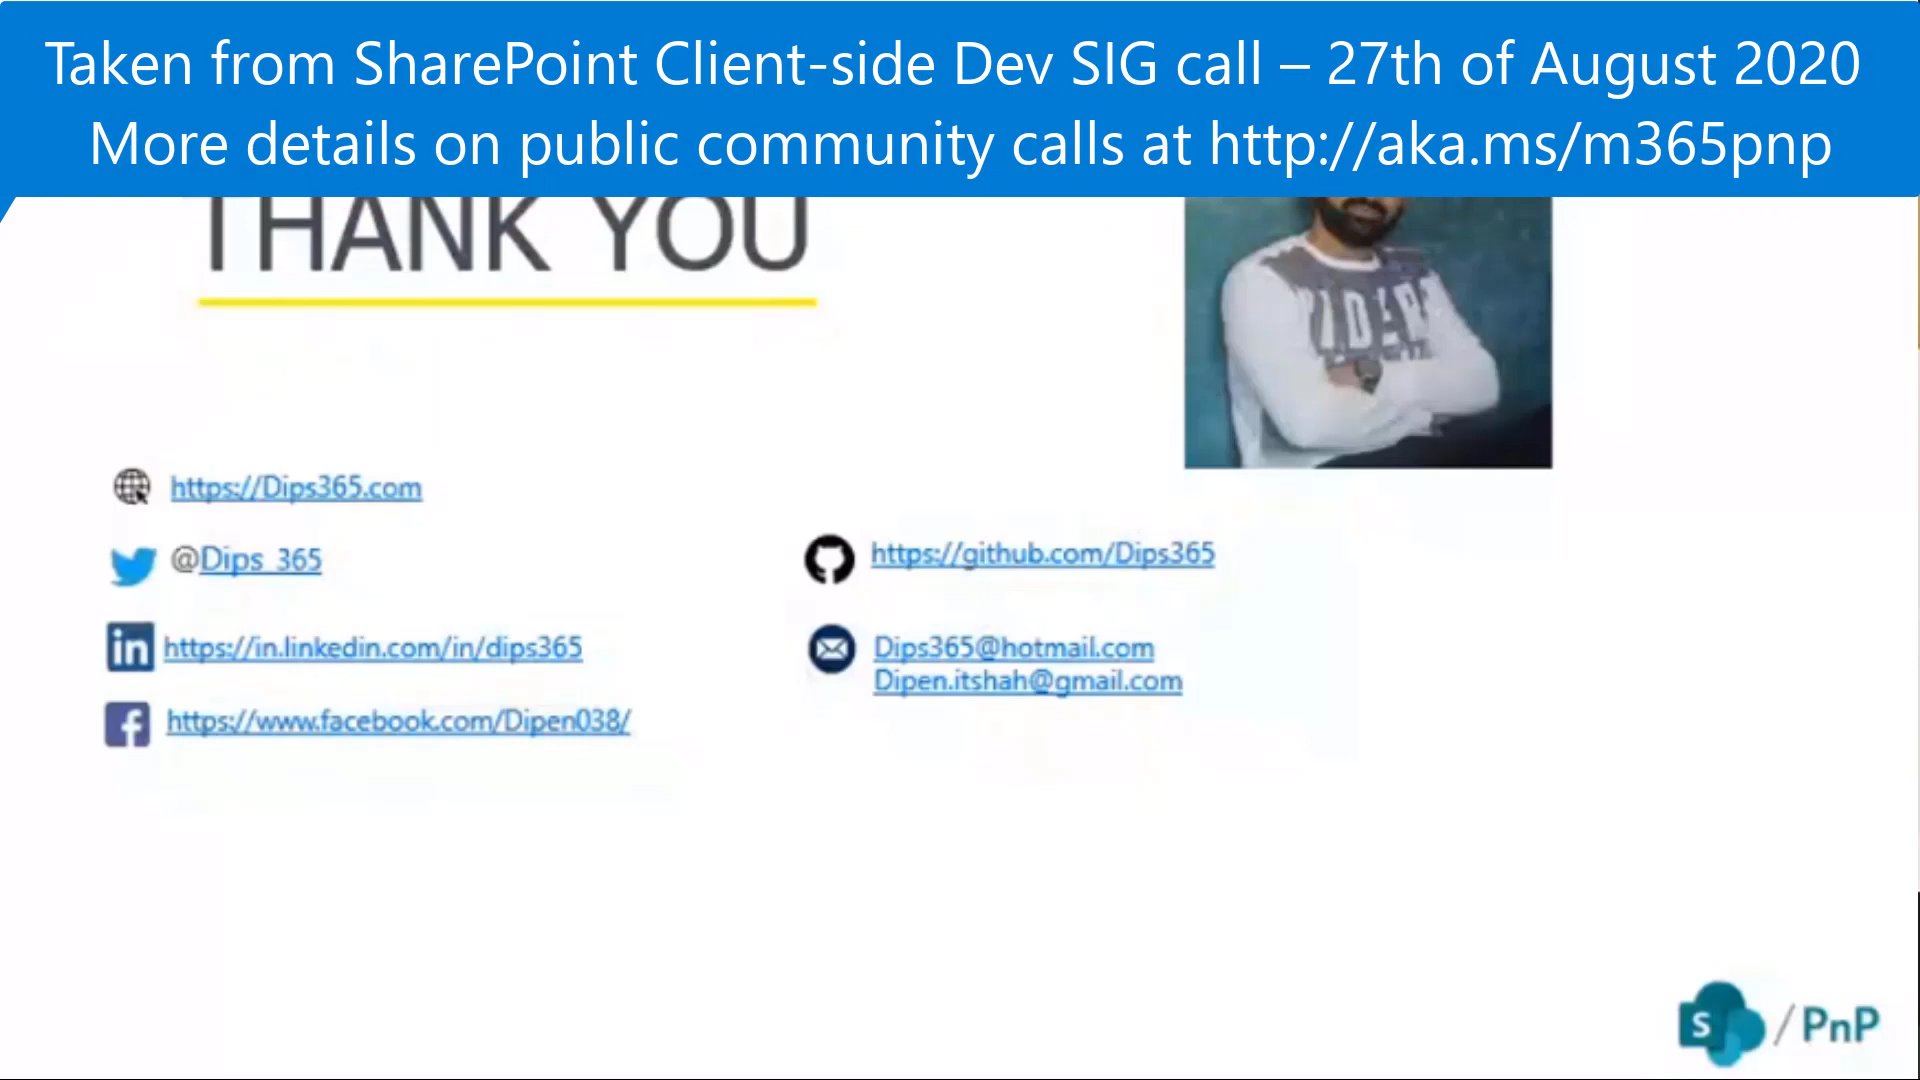 Taken from SharePoint Client-side Dev SIG call – 27th of August 2020
More details on public community calls at http://aka.ms/m365pnp
THANK YOU
https://Dips365.com
@Dips_365
https://in.linkedin.com/in/dips365
https://www.facebook.com/Dipen038/
https://github.com/Dips365
Dips365@hotmail.com
Dipen.itshah@gmail.com
S / PnP